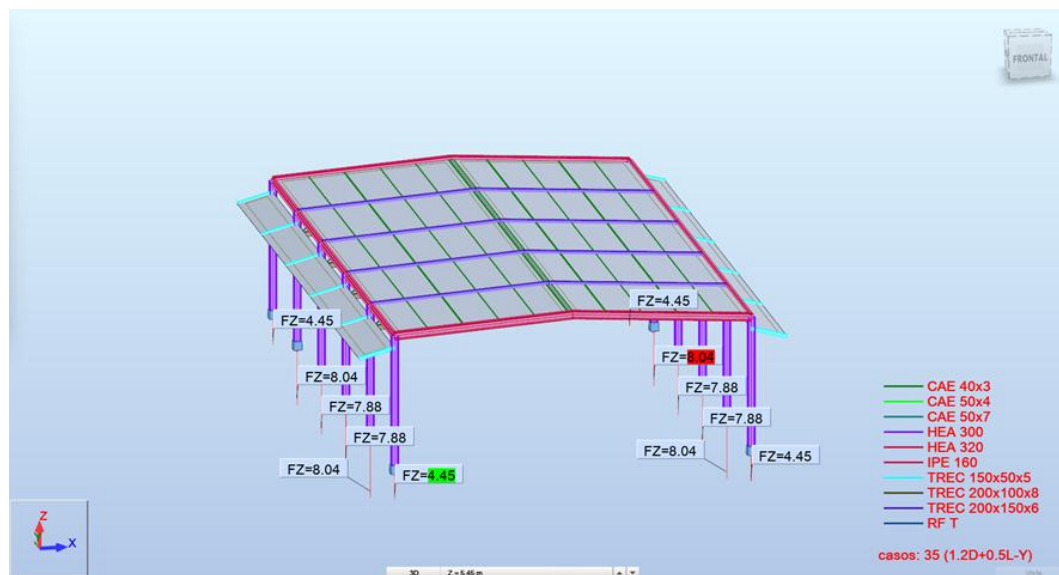 FRONTAL
FZ=4.45
FZ=4.45
FZ=8.04
FZ=8.04
FZ=7.88
FZ=7.88
FZ=7.88
FZ=7.88
FZ=8.04
FZ=8.04
FZ=4.45
FZ=4.45
CAE 40x3
CAE 50x4
CAE 50x7
HEA 300
HEA 320
IPE 160
TREC 150x50x5
TREC 200x100x8
TREC 200x150x6
RF T
Z
X
casos: 35 (1.2D+0.5L-Y)
3D Z = 5.45 m